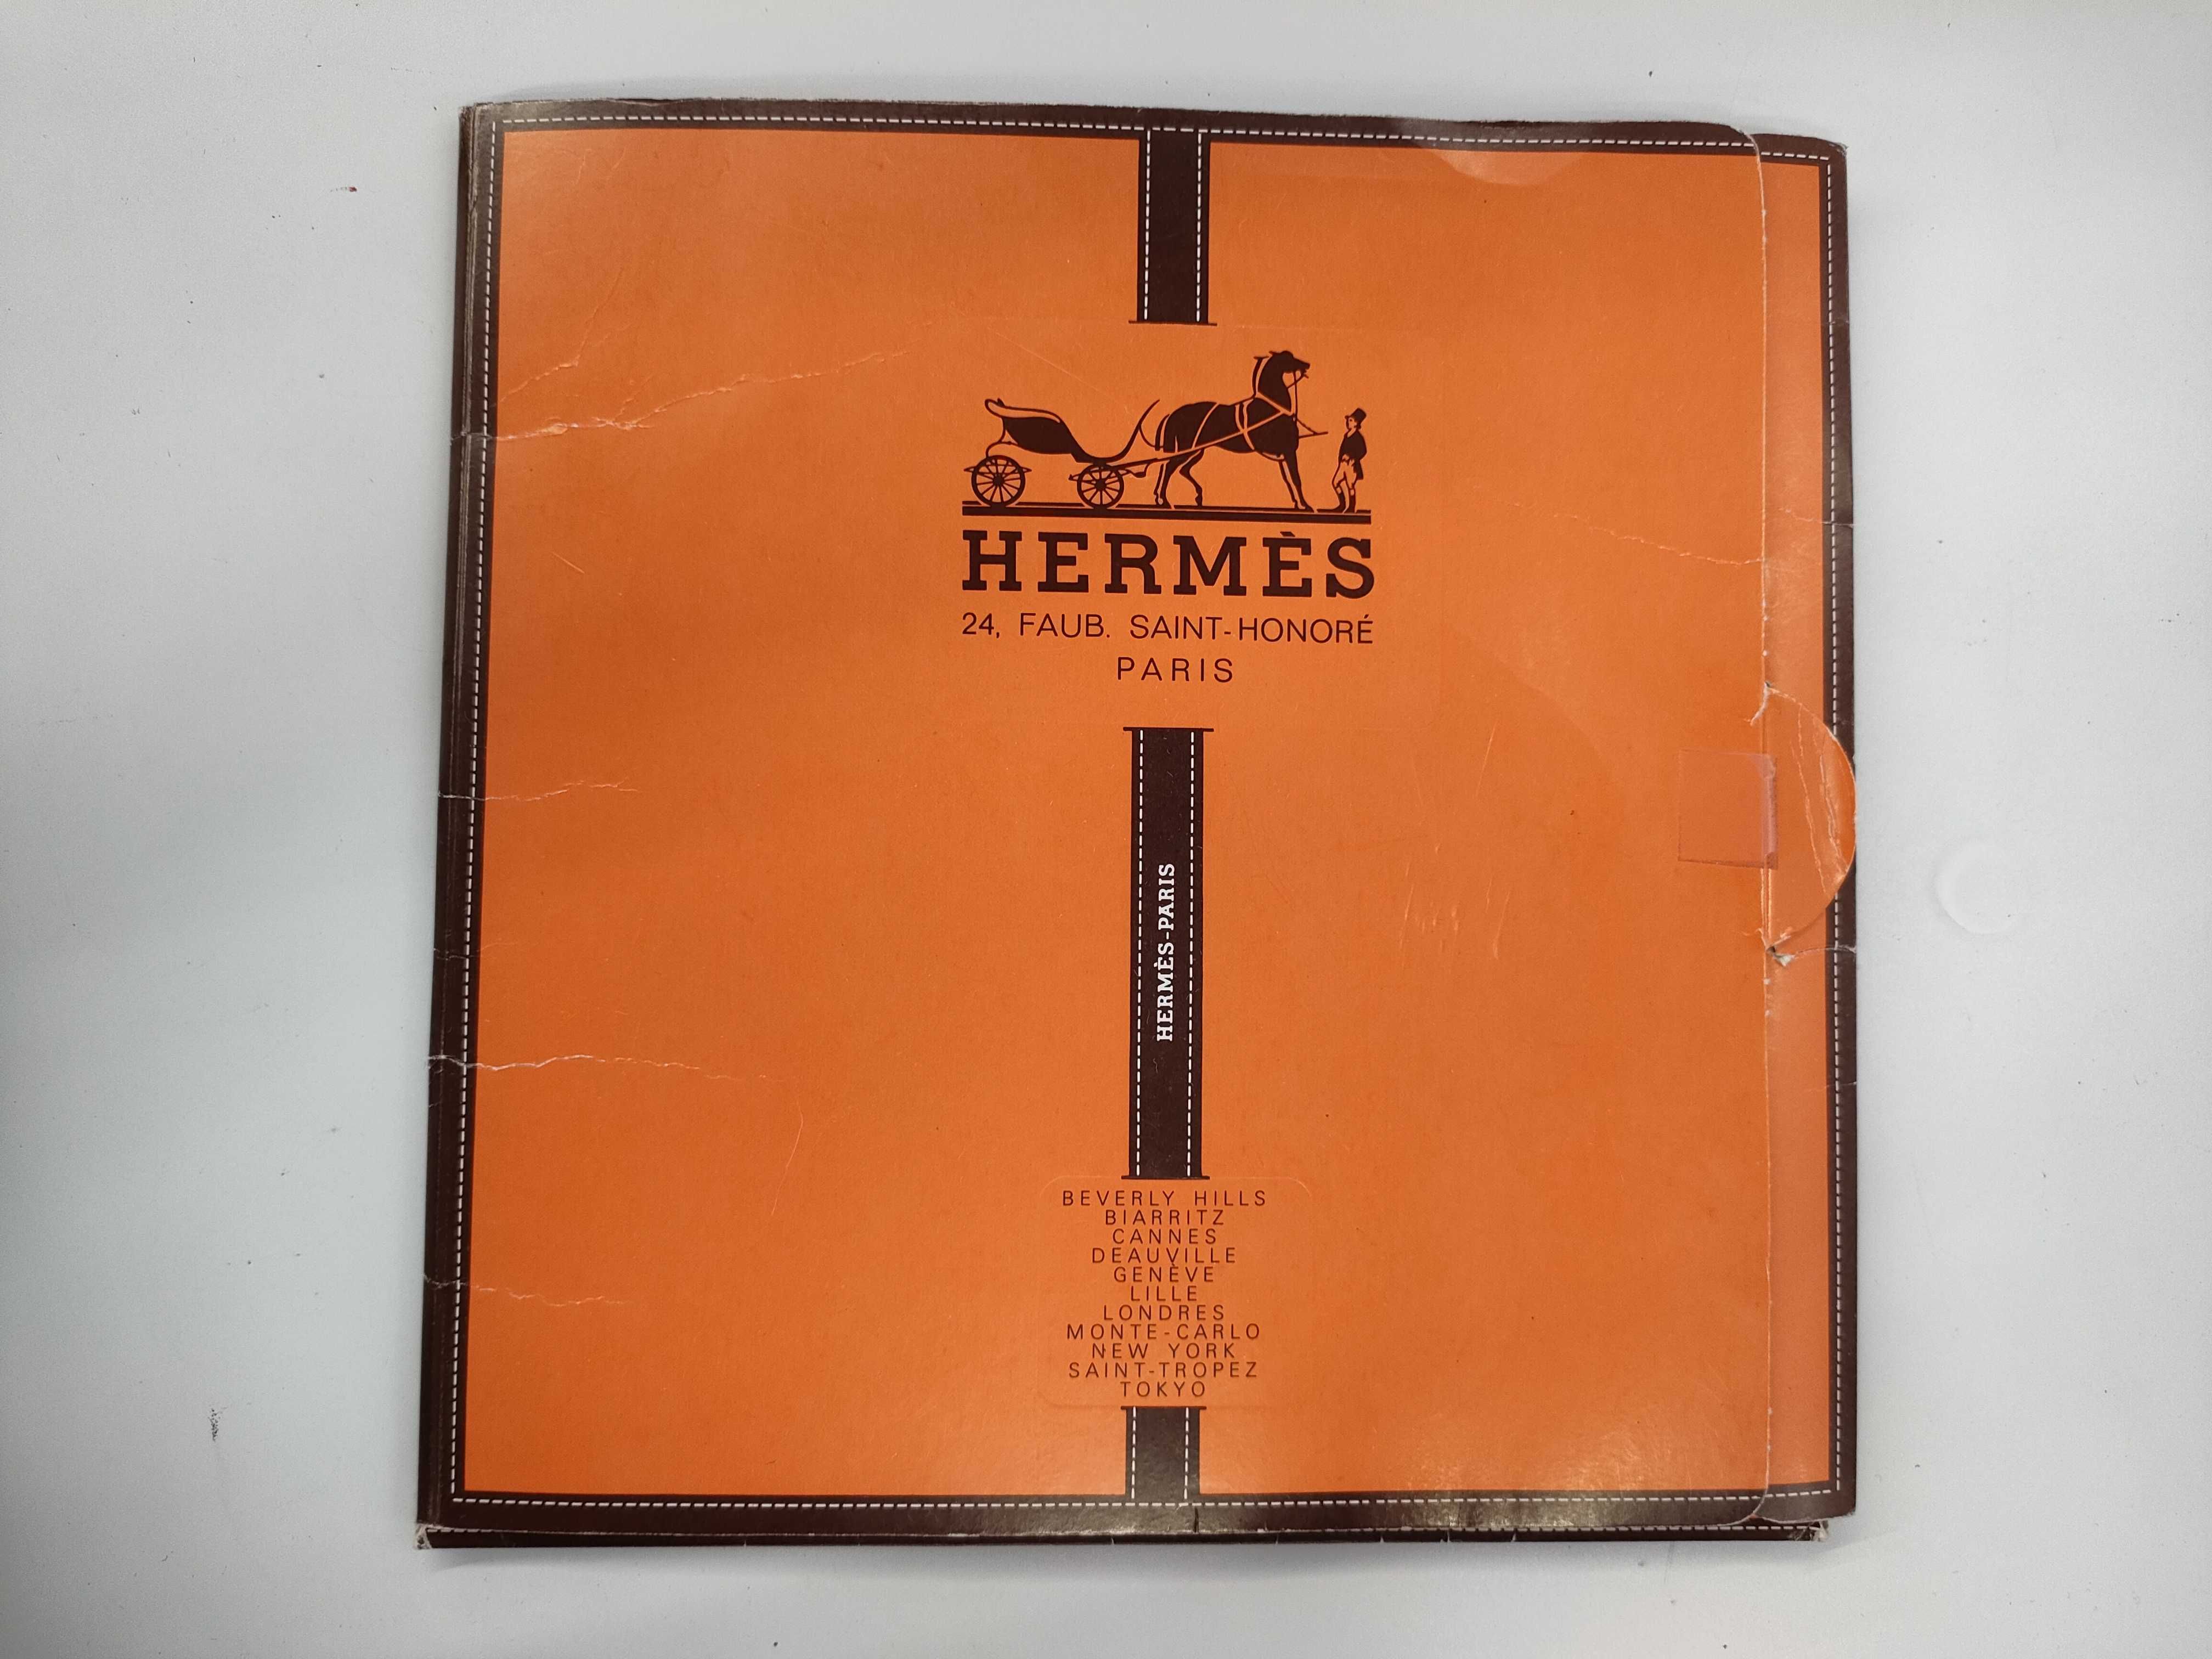 HERMÈS
24, FAUB. SAINT-HONORÉ
PARIS
HERMÈS-PARIS
BEVERLY HILLS
BIARRITZ
CANNES
DEAUVILLE
GENÈVE
LILLE
LONDRES
MONTE-CARLO
NEW YORK
SAINT-TROPEZ
TOKYO